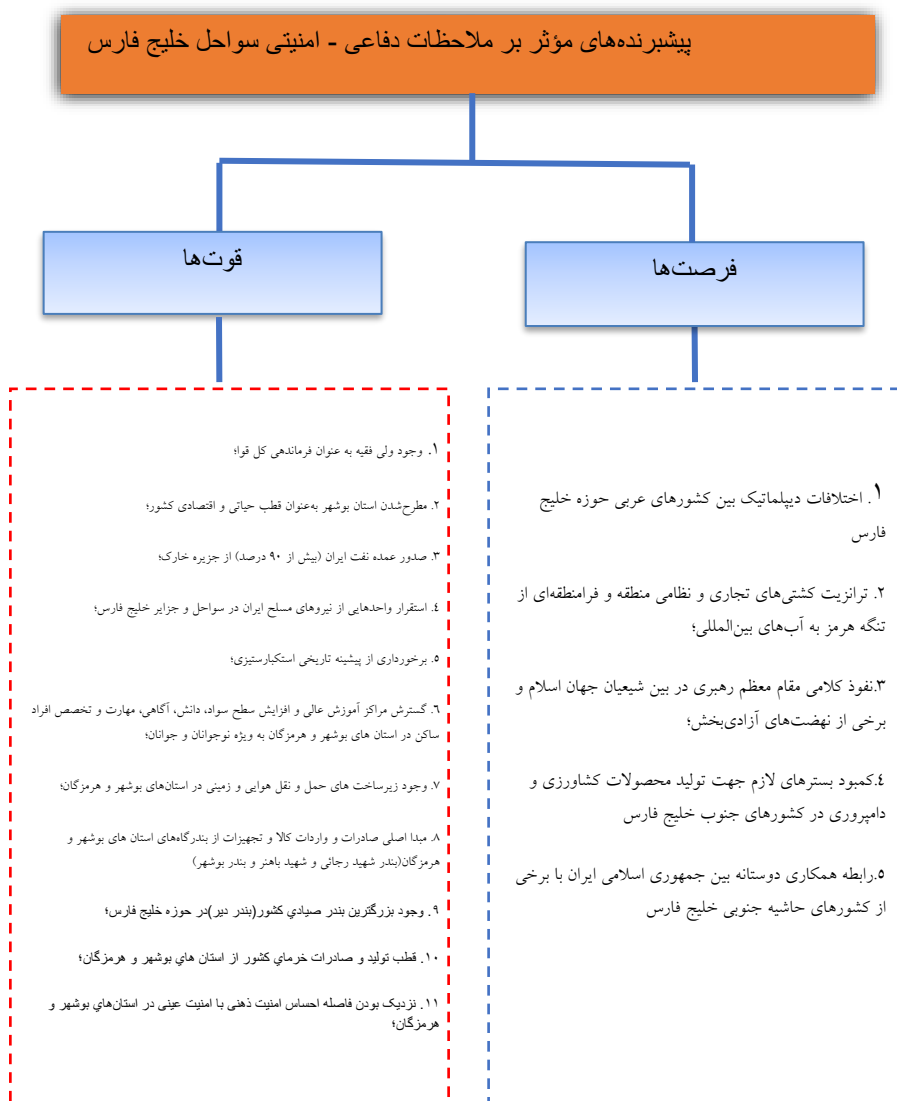 پیشبرنده‌های مؤثر بر ملاحظات دفاعی - امنیتی سواحل خلیج فارس
فرصت‌ها
۱. اختلافات دیپلماتیک بین کشورهای عربی حوزه خلیج
فارس
۲. ترانزیت کشتی‌های تجاری و نظامی منطقه و فرامنطقه‌ای از
تنگه هرمز به آب‌های بین‌المللی؛
۳.نفوذ کلامی مقام معظم رهبری در بین شیعیان جهان اسلام و
برخی از نهضت‌های آزادی‌بخش؛
٤.کمبود بسترهای لازم جهت تولید محصولات کشاورزی و
دامپروری در کشورهای جنوب خلیج فارس
٥.رابطه همکاری دوستانه بین جمهوری اسلامی ایران با برخی
از کشورهای حاشیه جنوبی خلیج فارس
قوت‌ها
۱. وجود ولی فقیه به عنوان فرماندهی کل قوا؛
۲. مطرح‌شدن استان بوشهر به‌عنوان قطب حیاتی و اقتصادی کشور؛
۳. صدور عمده نفت ایران (بیش از ۹۰ درصد) از جزیره خارک؛
٤. استقرار واحدهایی از نیروهای مسلح ایران در سواحل و جزایر خلیج فارس؛
٥. برخورداری از پیشینه تاریخی استکبارستیزی؛
٦. گسترش مراکز آموزش عالی و افزایش سطح سواد، دانش، آگاهی، مهارت و تخصص افراد
ساکن در استان های بوشهر و هرمزگان به ویژه نوجوانان و جوانان؛
۷. وجود زیرساخت های حمل و نقل هوایی و زمینی در استان‌های بوشهر و هرمزگان؛
۸. مبدا اصلی صادرات و واردات کالا و تجهیزات از بندرگاه‌های استان های بوشهر و
هرمزگان(بندر شهید رجائی و شهید باهنر و بندر بوشهر)
۹. وجود بزرگترین بندر صیادي کشور(بندر دیر)در حوزه خلیج فارس؛
۱۰. قطب تولید و صادرات خرماي کشور از استان هاي بوشهر و هرمزگان؛
۱۱. نزدیک بودن فاصله احساس امنیت ذهنی با امنیت عینی در استان‌هاي بوشهر و
هرمزگان؛